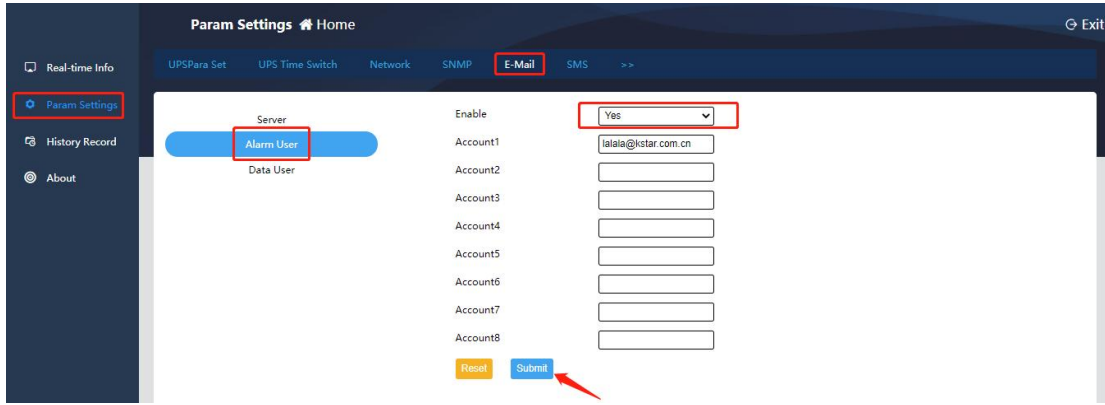 Param Settings Home
Exit
Real-time Info
Param Settings
History Record
About
UPSPara Set UPS Time Switch Network SNMP E-Mail SMS >>
Server
Alarm User
Data User
Enable Yes
Account1 lalala@kstar.com.cn
Account2
Account3
Account4
Account5
Account6
Account7
Account8
Reset Submit